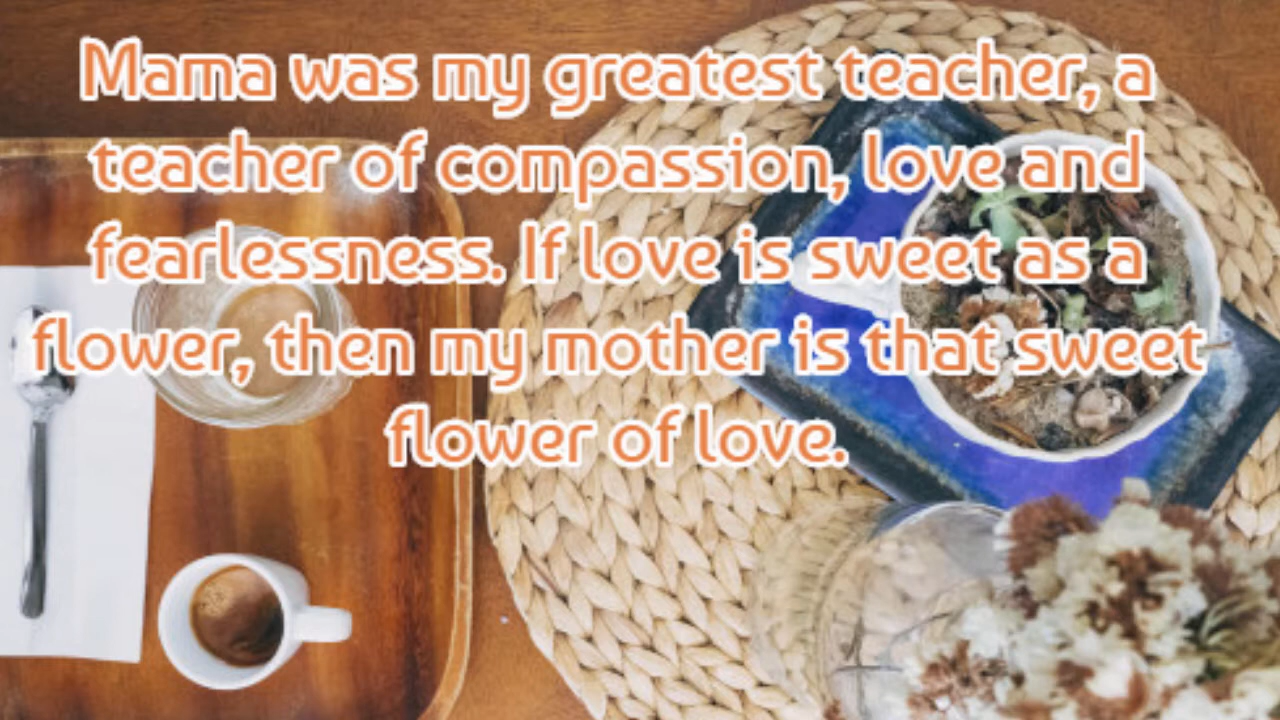 Mama was my greatest teacher, a
teacher of compassion, love and
fearlessness. If love is sweet as a
flower, then my mother is that sweet
flower of love.